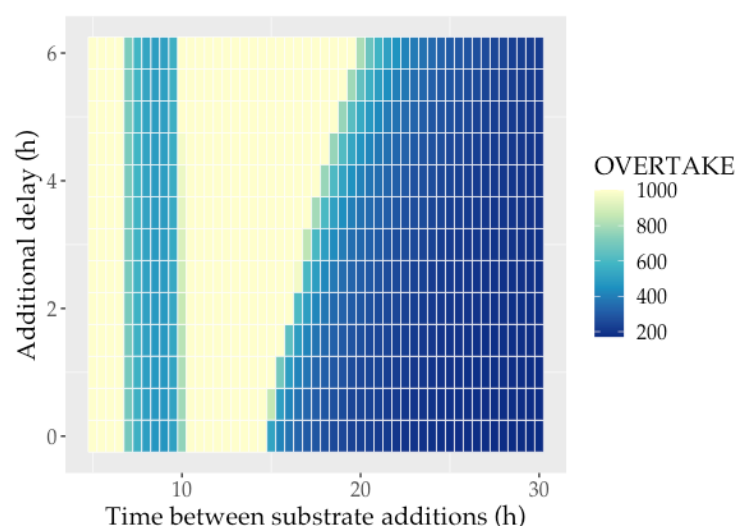 6
4
2
0
Additional delay (h)
10 20 30
Time between substrate additions (h)
OVERTAKE
1000
800
600
400
200